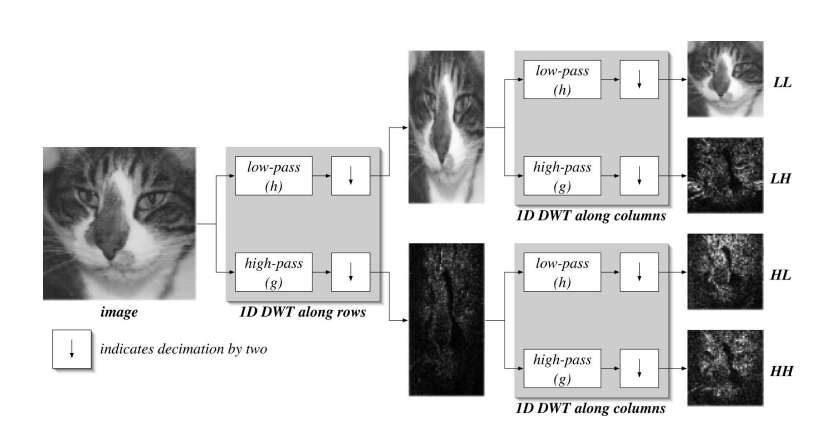 low-pass
(h)
LL
high-pass
(g)
LH
1D DWT along columns
low-pass
(h)
high-pass
(g)
image
1D DWT along rows
indicates decimation by two
low-pass
(h)
HL
high-pass
(g)
HH
1D DWT along columns